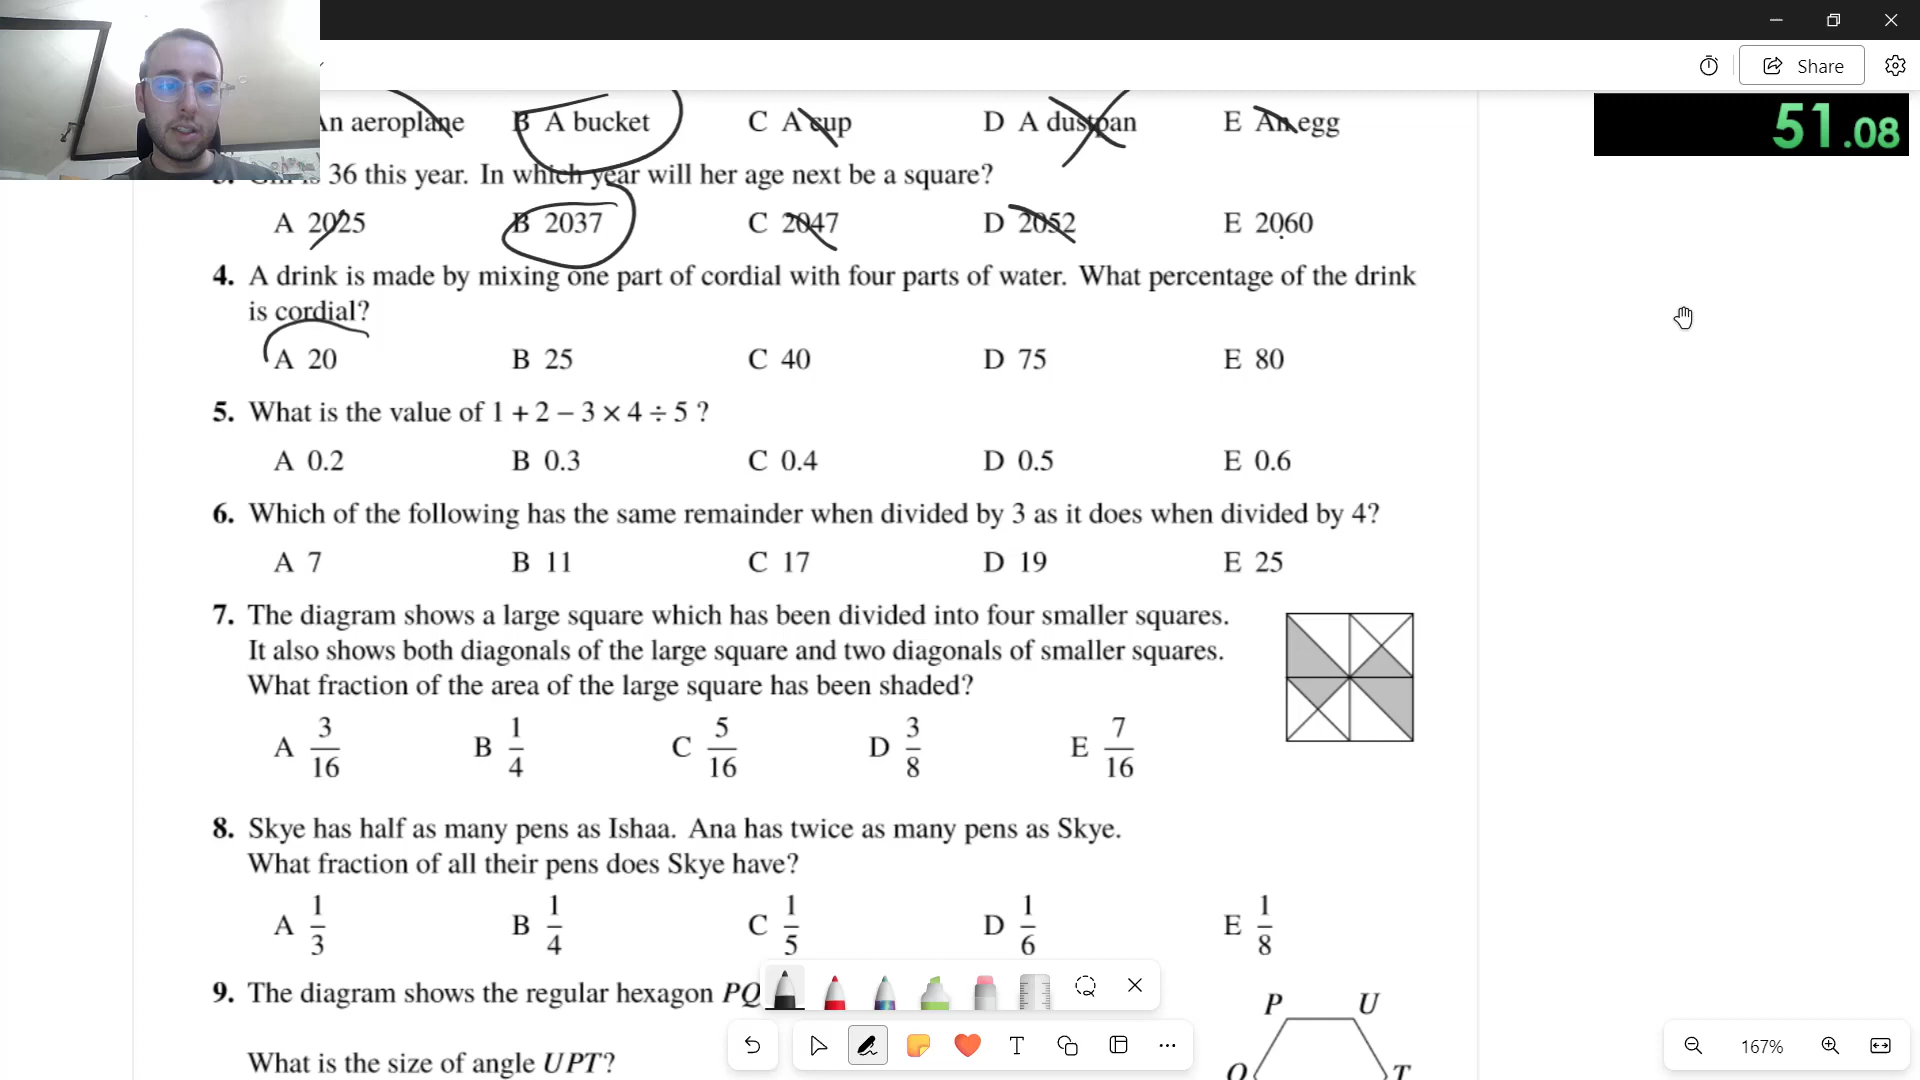 Share
51.08
An aeroplane B A bucket C A cup D A dustpan E An egg
is 36 this year. In which year will her age next be a square?
A 2025 B 2037 C 2047 D 2052 E 2060
4. A drink is made by mixing one part of cordial with four parts of water. What percentage of the drink
is cordial?
A 20 B 25 C 40 D 75 E 80
5. What is the value of 1 + 2 − 3 × 4 ÷ 5 ?
A 0.2 B 0.3 C 0.4 D 0.5 E 0.6
6. Which of the following has the same remainder when divided by 3 as it does when divided by 4?
A 7 B 11 C 17 D 19 E 25
7. The diagram shows a large square which has been divided into four smaller squares.
It also shows both diagonals of the large square and two diagonals of smaller squares.
What fraction of the area of the large square has been shaded?
A 3/16 B 1/4 C 5/16 D 3/8 E 7/16
8. Skye has half as many pens as Ishaa. Ana has twice as many pens as Skye.
What fraction of all their pens does Skye have?
A 1/3 B 1/4 C 1/5 D 1/6 E 1/8
9. The diagram shows the regular hexagon PQ
P U
What is the size of angle UPT?
Q T
T
167%